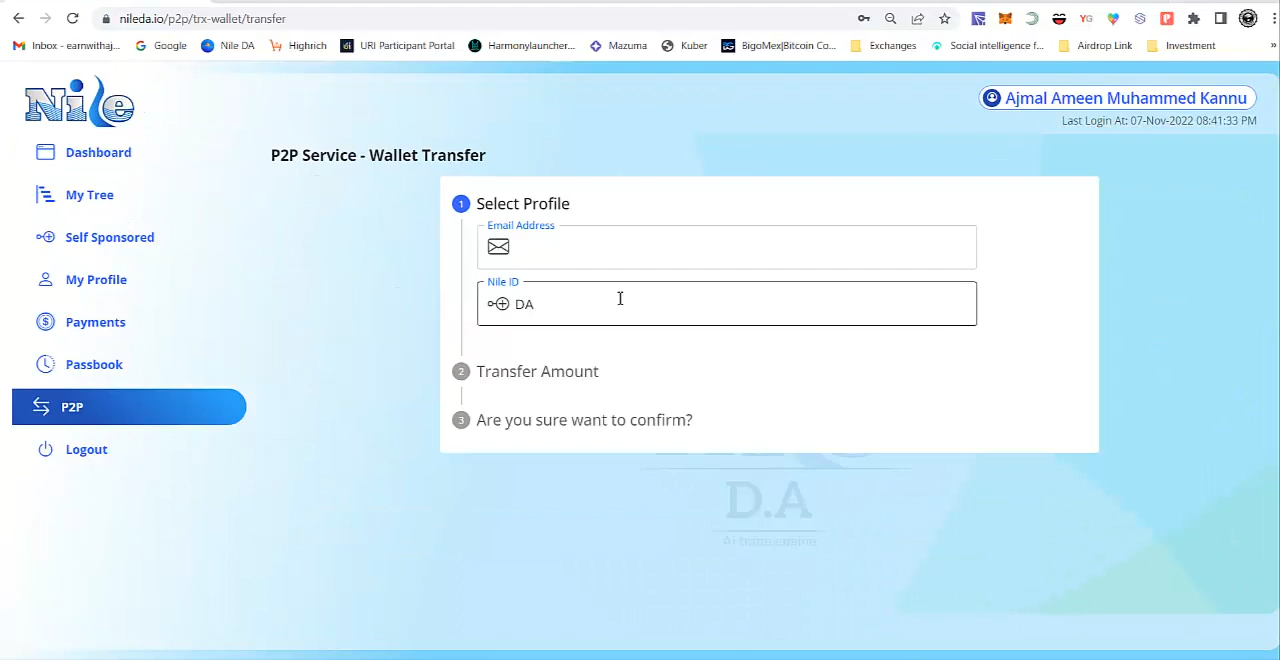 nileda.io/p2p/trx-wallet/transfer
Inbox - earnwithaj... Google Nile DA Highrich URI Participant Portal Harmonylauncher... Mazuma Kuber BigoMex|Bitcoin Co... Exchanges Social intelligence f... Airdrop Link Investment »
Nile
Ajmal Ameen Muhammed Kannu
Last Login At: 07-Nov-2022 08:41:33 PM
Dashboard
My Tree
Self Sponsored
My Profile
Payments
Passbook
P2P
Logout
P2P Service - Wallet Transfer
1 Select Profile
Email Address
Nile ID
DA
2 Transfer Amount
3 Are you sure want to confirm?
D.A